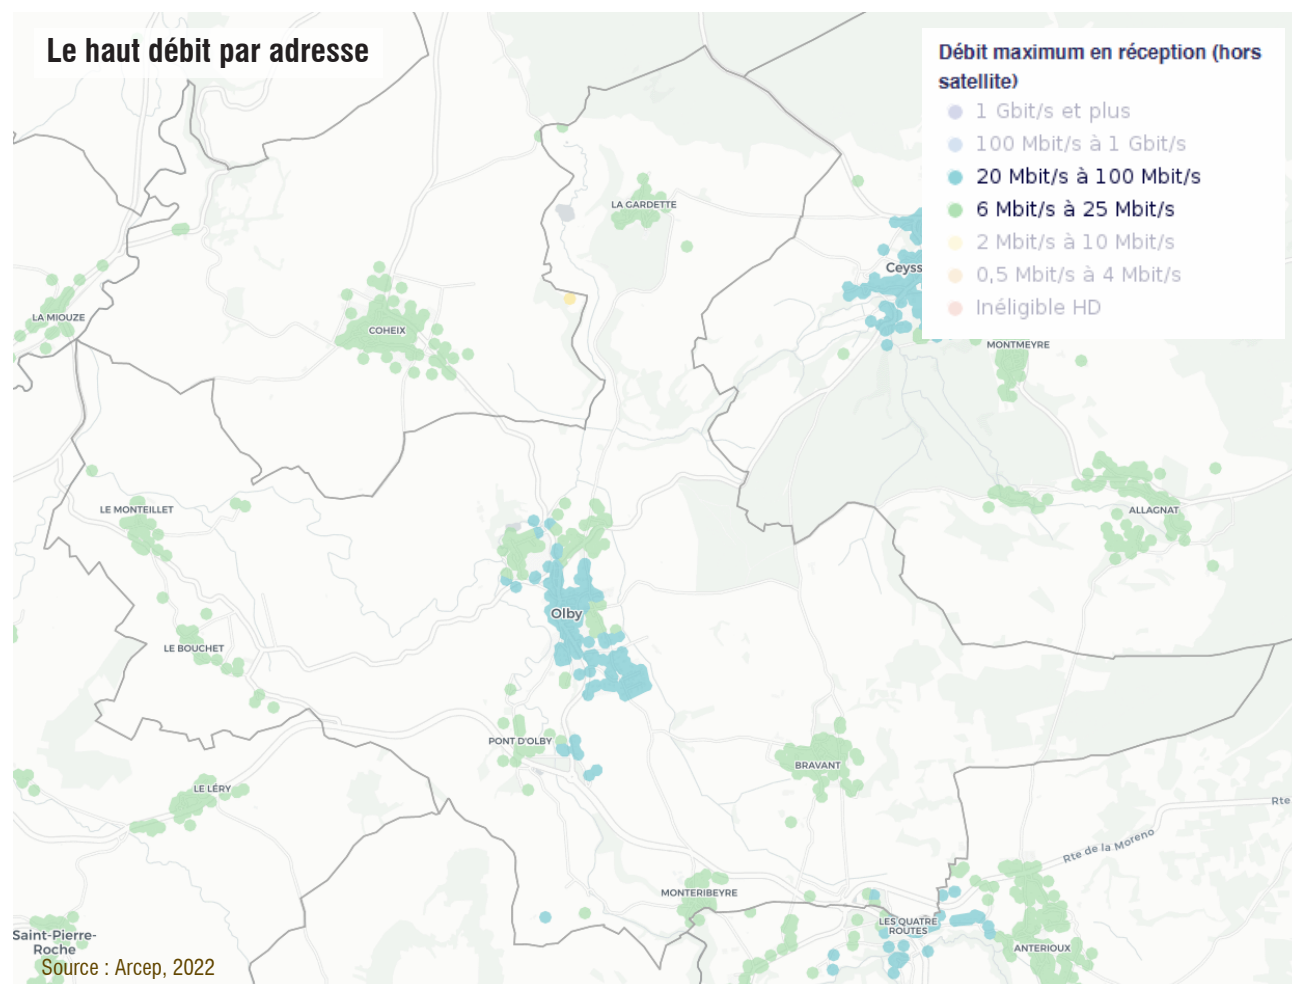 Le haut débit par adresse
Débit maximum en réception (hors
satellite)
1 Gbit/s et plus
100 Mbit/s à 1 Gbit/s
20 Mbit/s à 100 Mbit/s
6 Mbit/s à 25 Mbit/s
2 Mbit/s à 10 Mbit/s
0,5 Mbit/s à 4 Mbit/s
Inéligible HD
LA GARDETTE
Ceyss
LA MIOUZE
COHEIX
MONTMEYRE
LE MONTEILLET
ALLAGNAT
Olby
LE BOUCHET
PONT D'OLBY
BRAVANT
LE LÉRY
Rte
Rte de la Moreno
MONTERIBEYRE
LES QUATRE
ROUTES
Saint-Pierre-
Roche
ANTERIOUX
Source : Arcep, 2022